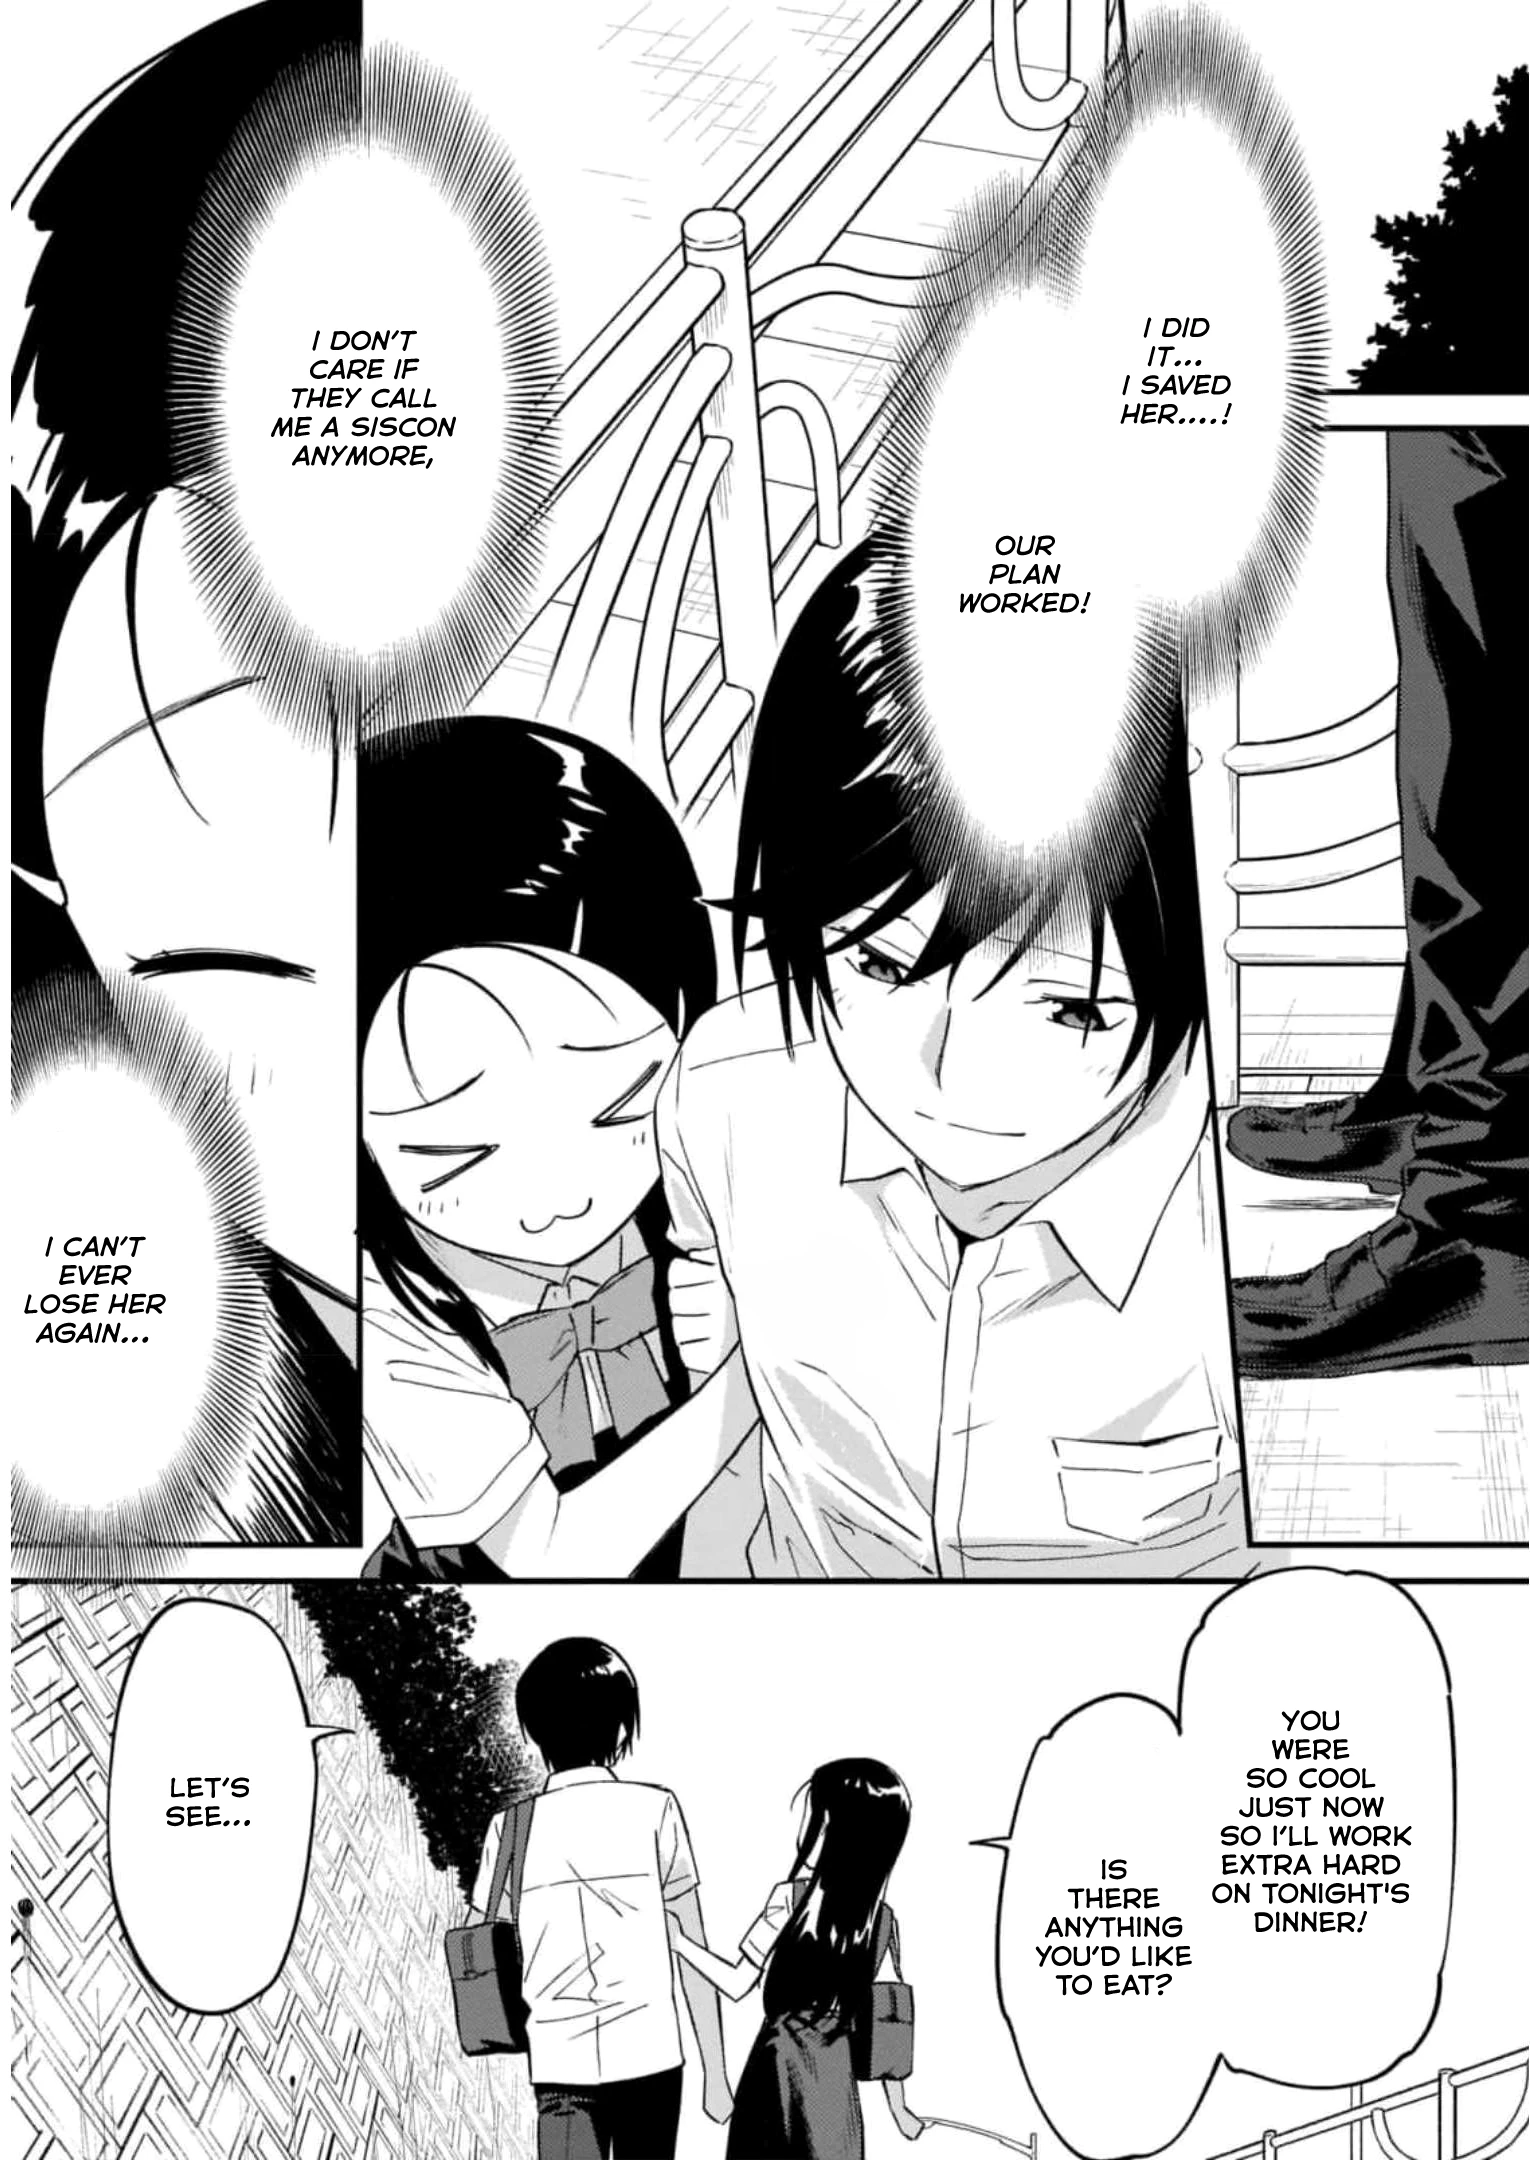 I DID
IT...
I SAVED
HER....!
OUR
PLAN
WORKED!
I DON'T
CARE IF
THEY CALL
ME A SISCON
ANYMORE,
I CAN'T
EVER
LOSE HER
AGAIN...
YOU
WERE
SO COOL
JUST NOW
SO I'LL WORK
EXTRA HARD
ON TONIGHT'S
DINNER!
IS
THERE
ANYTHING
YOU'D LIKE
TO EAT?
LET'S
SEE...